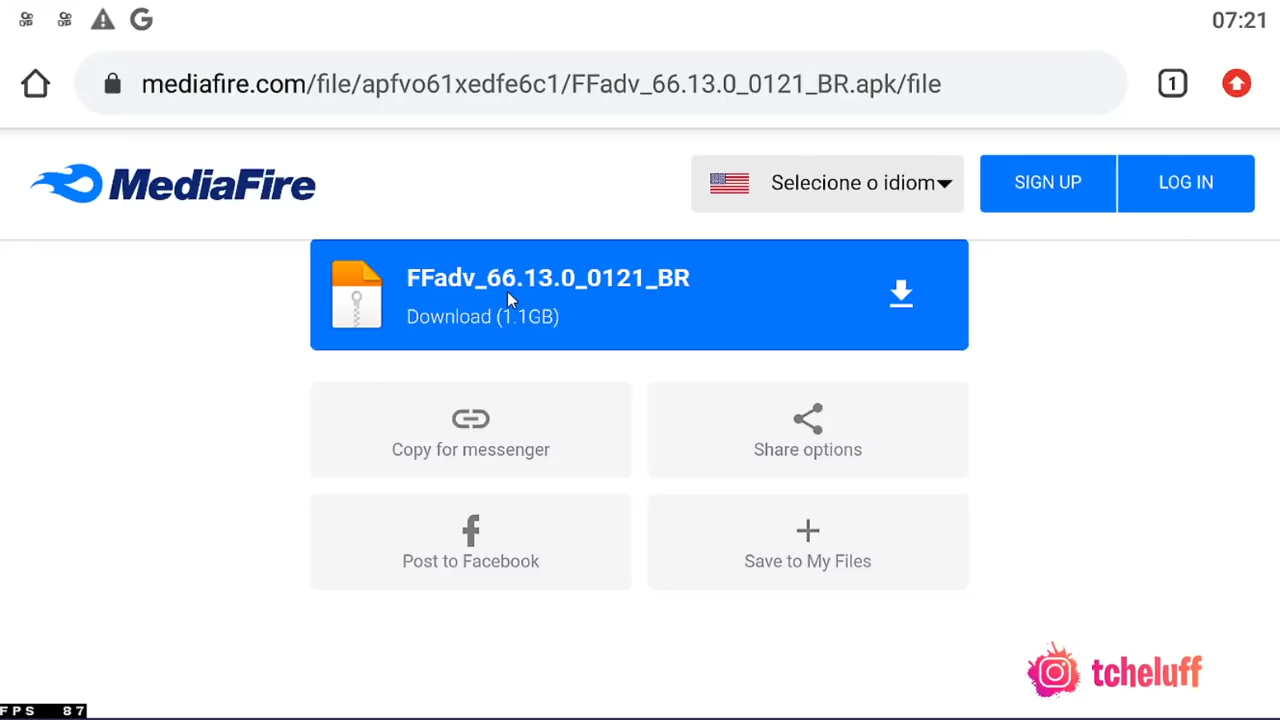 07:21
mediafire.com/file/apfvo61xedfe6c1/FFadv_66.13.0_0121_BR.apk/file
1
MediaFire
Selecione o idiom
SIGN UP
LOG IN
FFadv_66.13.0_0121_BR
Download (1.1GB)
Copy for messenger
Share options
Post to Facebook
Save to My Files
tcheluff
FPS 87